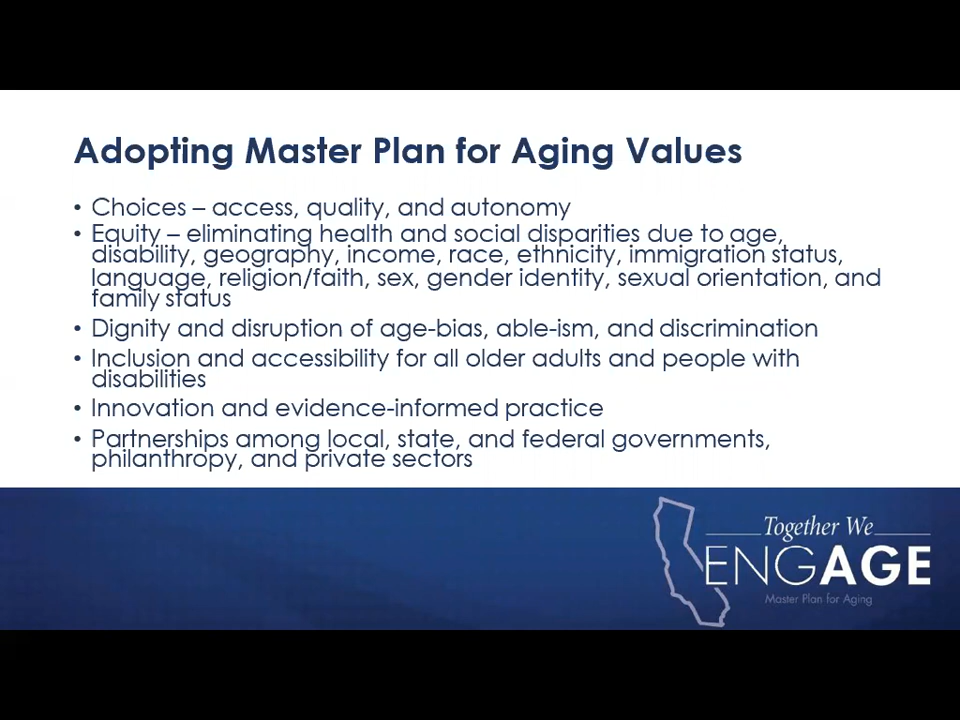 Adopting Master Plan for Aging Values
• Choices – access, quality, and autonomy
• Equity – eliminating health and social disparities due to age,
disability, geography, income, race, ethnicity, immigration status,
language, religion/faith, sex, gender identity, sexual orientation, and
family status
• Dignity and disruption of age-bias, able-ism, and discrimination
• Inclusion and accessibility for all older adults and people with
disabilities
• Innovation and evidence-informed practice
• Partnerships among local, state, and federal governments,
philanthropy, and private sectors
Together We
ENGAGE
Master Plan for Aging